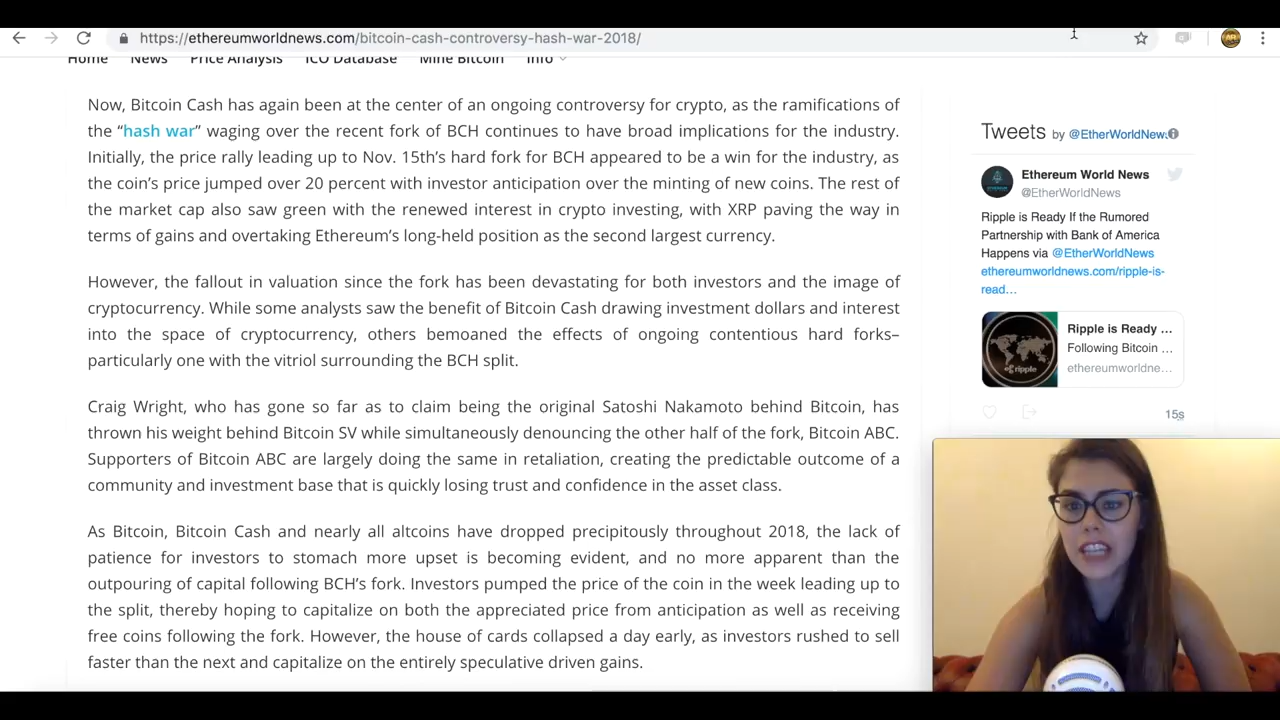 https://ethereumworldnews.com/bitcoin-cash-controversy-hash-war-2018/
Home News Price Analysis ICO Database Mine Bitcoin Info
Now, Bitcoin Cash has again been at the center of an ongoing controversy for crypto, as the ramifications of
the “hash war” waging over the recent fork of BCH continues to have broad implications for the industry.
Initially, the price rally leading up to Nov. 15th’s hard fork for BCH appeared to be a win for the industry, as
the coin’s price jumped over 20 percent with investor anticipation over the minting of new coins. The rest of
the market cap also saw green with the renewed interest in crypto investing, with XRP paving the way in
terms of gains and overtaking Ethereum’s long-held position as the second largest currency.
However, the fallout in valuation since the fork has been devastating for both investors and the image of
cryptocurrency. While some analysts saw the benefit of Bitcoin Cash drawing investment dollars and interest
into the space of cryptocurrency, others bemoaned the effects of ongoing contentious hard forks–
particularly one with the vitriol surrounding the BCH split.
Craig Wright, who has gone so far as to claim being the original Satoshi Nakamoto behind Bitcoin, has
thrown his weight behind Bitcoin SV while simultaneously denouncing the other half of the fork, Bitcoin ABC.
Supporters of Bitcoin ABC are largely doing the same in retaliation, creating the predictable outcome of a
community and investment base that is quickly losing trust and confidence in the asset class.
As Bitcoin, Bitcoin Cash and nearly all altcoins have dropped precipitously throughout 2018, the lack of
patience for investors to stomach more upset is becoming evident, and no more apparent than the
outpouring of capital following BCH’s fork. Investors pumped the price of the coin in the week leading up to
the split, thereby hoping to capitalize on both the appreciated price from anticipation as well as receiving
free coins following the fork. However, the house of cards collapsed a day early, as investors rushed to sell
faster than the next and capitalize on the entirely speculative driven gains.
Tweets by @EtherWorldNews
Ethereum World News
@EtherWorldNews
Ripple is Ready If the Rumored
Partnership with Bank of America
Happens via @EtherWorldNews
ethereumworldnews.com/ripple-is-
read…
Ripple is Ready ...
Following Bitcoin ...
ethereumworldne...
ripple
15s